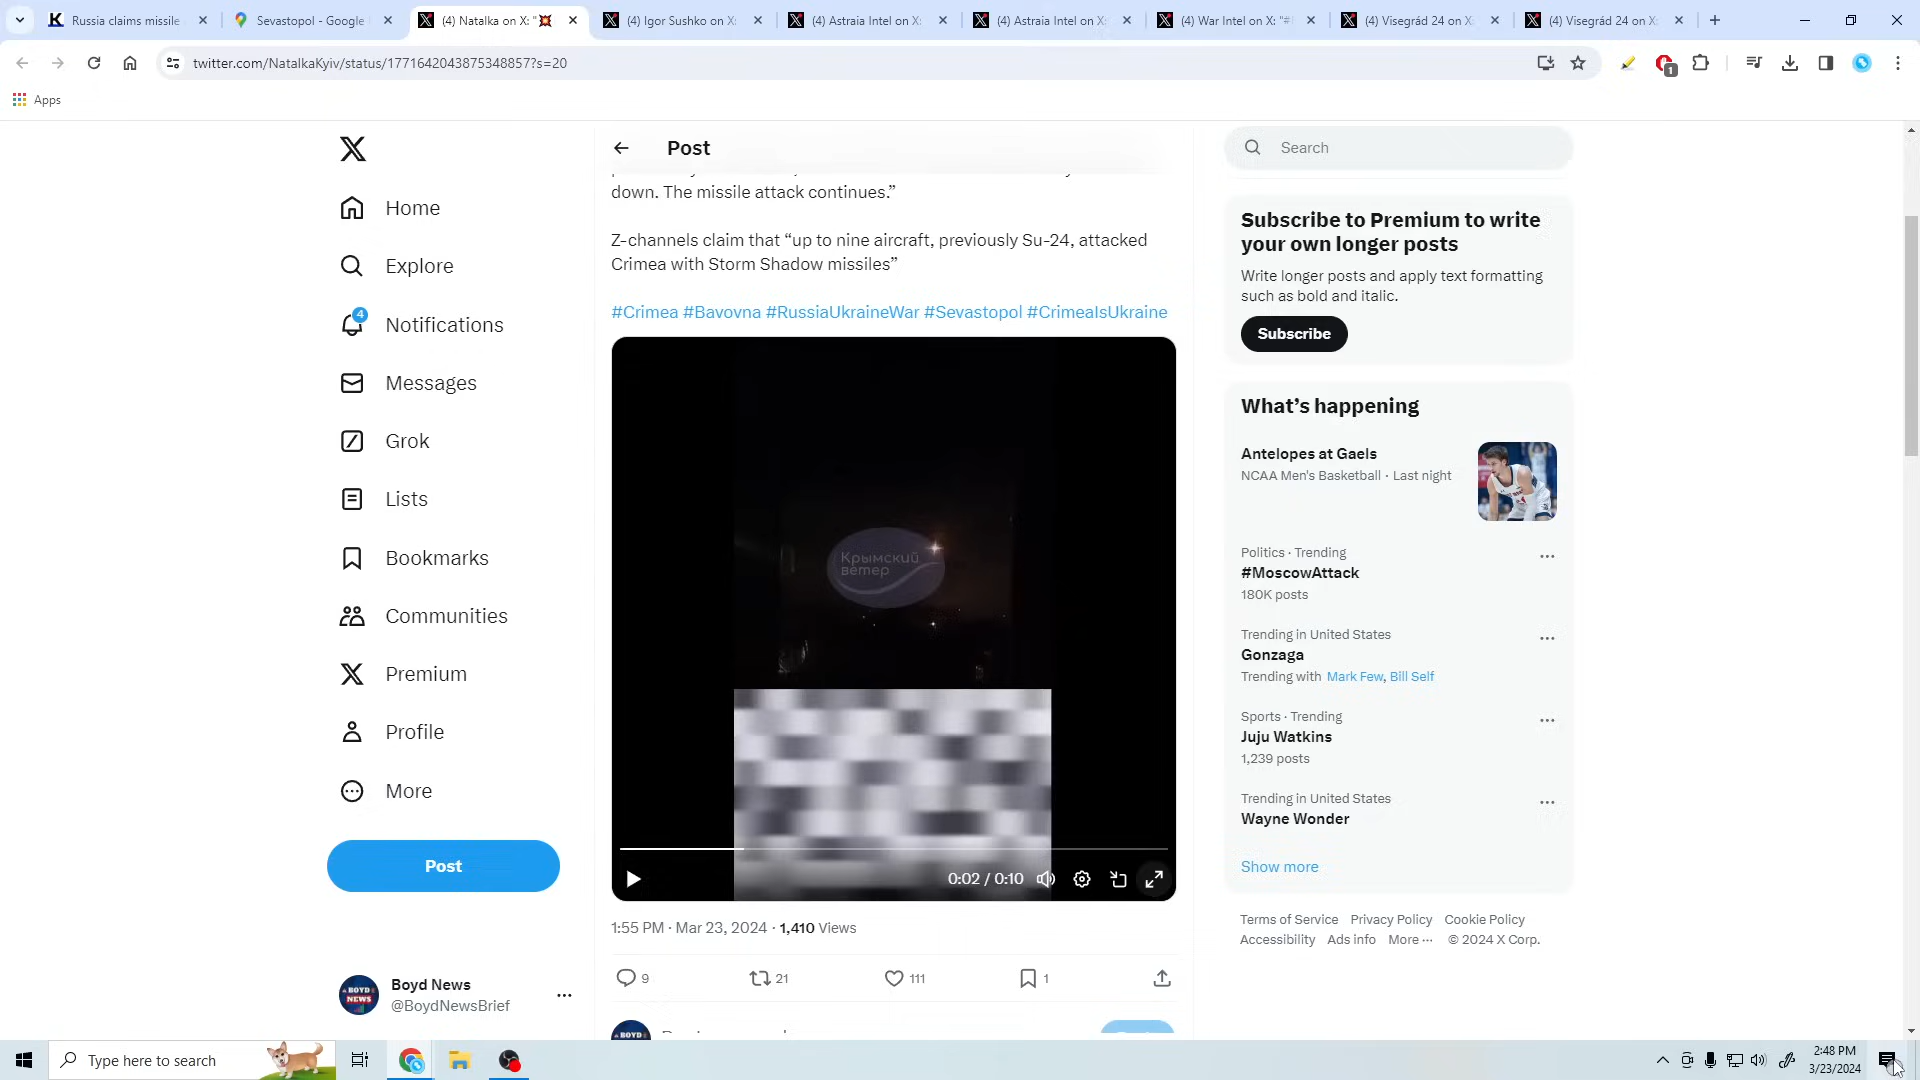 Russia claims missile
Sevastopol - Google
(4) Natalka on X: "💥
(4) Igor Sushko on X:
(4) Astraia Intel on X:
(4) Astraia Intel on X:
(4) War Intel on X: "#
(4) Visegrád 24 on X:
(4) Visegrád 24 on X:
twitter.com/NatalkaKyiv/status/1771642043875348857?s=20
1
Apps
Home
Explore
4
Notifications
Messages
Grok
Lists
Bookmarks
Communities
Premium
Profile
More
Post
Boyd News
@BoydNewsBrief
Post
down. The missile attack continues.”
Z-channels claim that “up to nine aircraft, previously Su-24, attacked
Crimea with Storm Shadow missiles”
#Crimea #Bavovna #RussiaUkraineWar #Sevastopol #CrimeaIsUkraine
Крымский
ветер
0:02 / 0:10
1:55 PM · Mar 23, 2024 · 1,410 Views
9
21
111
1
Search
Subscribe to Premium to write
your own longer posts
Write longer posts and apply text formatting
such as bold and italic.
Subscribe
What’s happening
Antelopes at Gaels
NCAA Men's Basketball · Last night
Politics · Trending
#MoscowAttack
180K posts
Trending in United States
Gonzaga
Trending with Mark Few, Bill Self
Sports · Trending
Juju Watkins
1,239 posts
Trending in United States
Wayne Wonder
Show more
Terms of Service Privacy Policy Cookie Policy
Accessibility Ads info More ··· © 2024 X Corp.
BOYD
NEWS
Type here to search
2:48 PM
3/23/2024